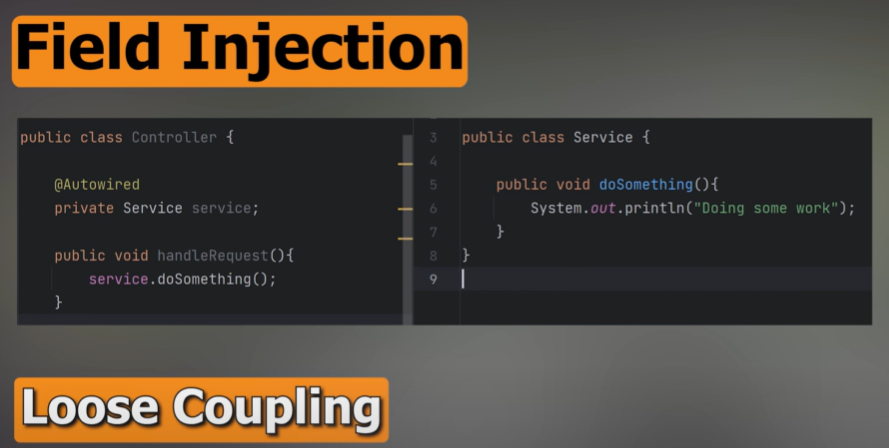 Field Injection
public class Controller {
@Autowired
private Service service;
public void handleRequest(){
service.doSomething();
}
3 public class Service {
4
5 public void doSomething(){
6 System.out.println("Doing some work");
7 }
8 }
9
Loose Coupling